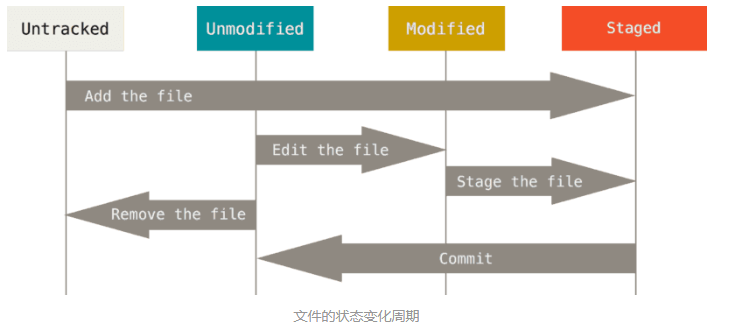 Untracked
Unmodified
Modified
Staged
Add the file
Edit the file
Stage the file
Remove the file
Commit
文件的状态变化周期